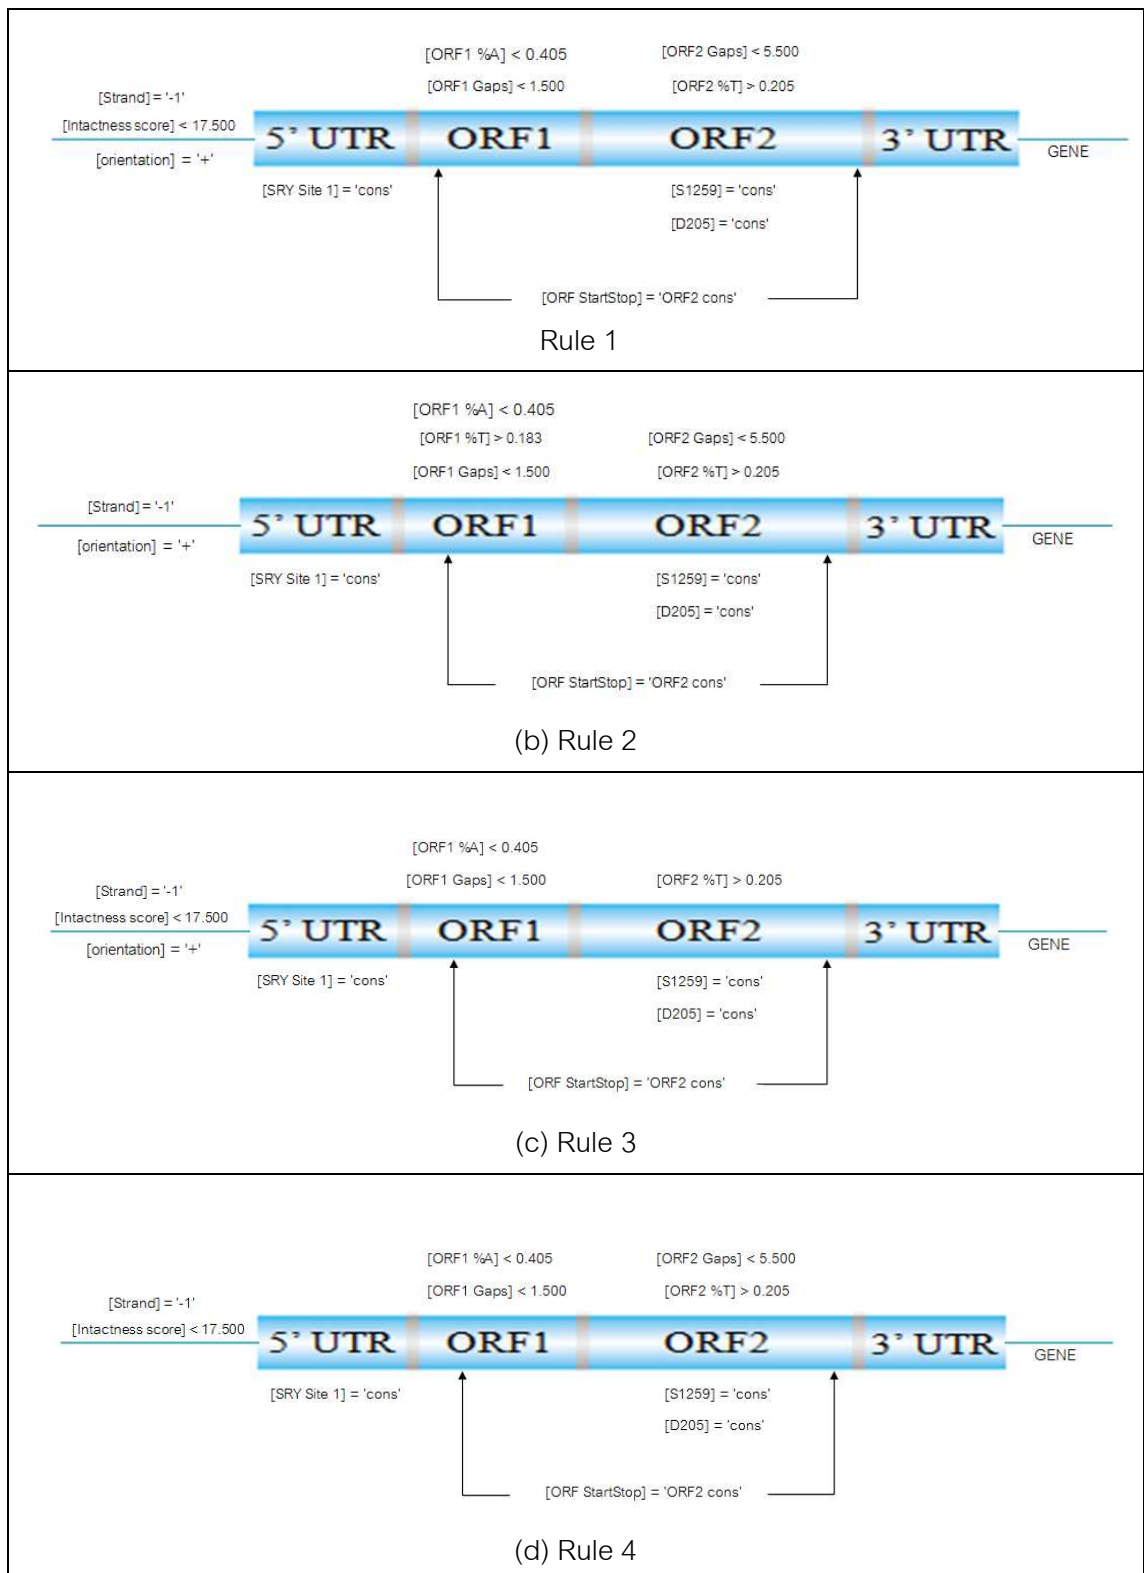 [ORF1 %A] < 0.405
[ORF2 Gaps] < 5.500
[ORF1 Gaps] < 1.500
[ORF2 %T] > 0.205
[Strand] = '-1'
[Intactness score] < 17.500
[orientation] = '+'
5' UTR
ORF1
ORF2
3' UTR
GENE
[SRY Site 1] = 'cons'
[S1259] = 'cons'
[D205] = 'cons'
[ORF StartStop] = 'ORF2 cons'
Rule 1
[ORF1 %A] < 0.405
[ORF1 %T] > 0.183
[ORF2 Gaps] < 5.500
[ORF1 Gaps] < 1.500
[ORF2 %T] > 0.205
[Strand] = '-1'
[orientation] = '+'
5' UTR
ORF1
ORF2
3' UTR
GENE
[SRY Site 1] = 'cons'
[S1259] = 'cons'
[D205] = 'cons'
[ORF StartStop] = 'ORF2 cons'
(b) Rule 2
[ORF1 %A] < 0.405
[ORF1 Gaps] < 1.500
[ORF2 %T] > 0.205
[Strand] = '-1'
[Intactness score] < 17.500
[orientation] = '+'
5' UTR
ORF1
ORF2
3' UTR
GENE
[SRY Site 1] = 'cons'
[S1259] = 'cons'
[D205] = 'cons'
[ORF StartStop] = 'ORF2 cons'
(c) Rule 3
[ORF1 %A] < 0.405
[ORF2 Gaps] < 5.500
[ORF1 Gaps] < 1.500
[ORF2 %T] > 0.205
[Strand] = '-1'
[Intactness score] < 17.500
5' UTR
ORF1
ORF2
3' UTR
GENE
[SRY Site 1] = 'cons'
[S1259] = 'cons'
[D205] = 'cons'
[ORF StartStop] = 'ORF2 cons'
(d) Rule 4